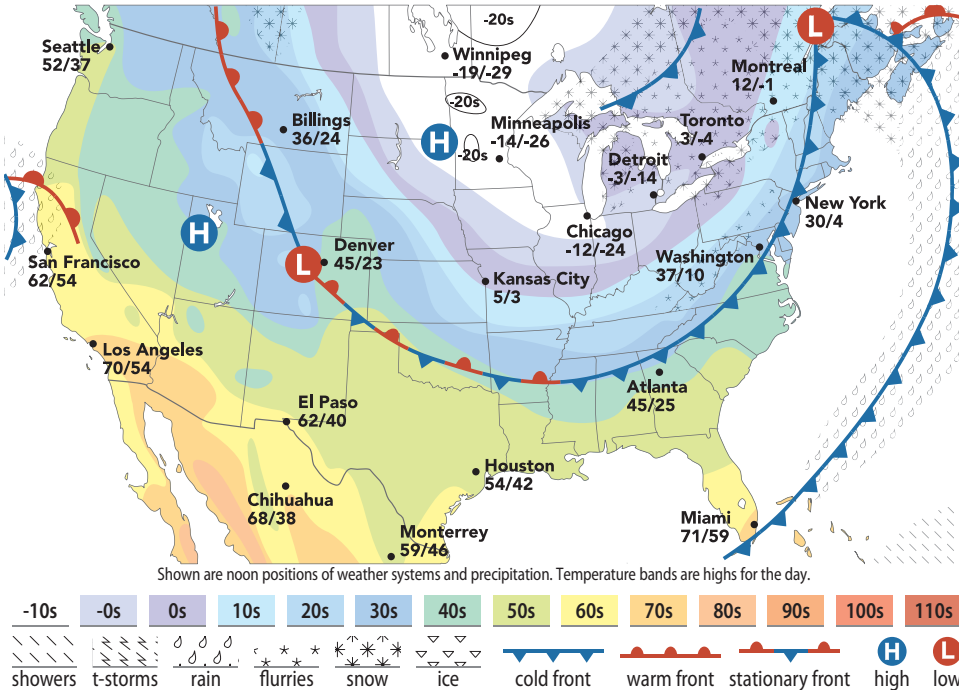 -20s
L
Seattle
52/37
Winnipeg
-19/-29
Montreal
12/-1
-20s
Billings
36/24
H
Minneapolis
-14/-26
Toronto
3/-4
-20s
Detroit
-3/-14
New York
30/4
H
Chicago
-12/-24
Denver
45/23
Washington
37/10
San Francisco
62/54
L
Kansas City
5/3
Los Angeles
70/54
Atlanta
45/25
El Paso
62/40
Houston
54/42
Chihuahua
68/38
Miami
71/59
Monterrey
59/46
Shown are noon positions of weather systems and precipitation. Temperature bands are highs for the day.
-10s -0s 0s 10s 20s 30s 40s 50s 60s 70s 80s 90s 100s 110s
H L
showers t-storms rain flurries snow ice cold front warm front stationary front high low